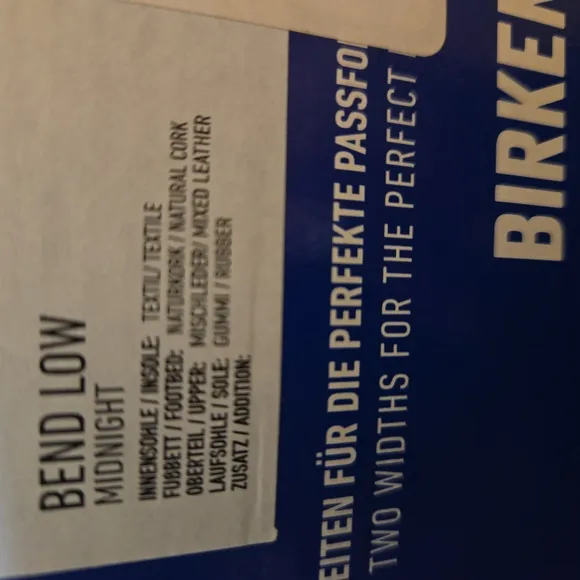 BEND LOW
MIDNIGHT
INNENSOHLE / INSOLE: TEXTIL/ TEXTILE
FUßBETT / FOOTBED: NATURKORK / NATURAL CORK
OBERTEIL / UPPER: MISCHLEDER/ MIXED LEATHER
LAUFSOHLE / SOLE: GUMMI / RUBBER
ZUSATZ / ADDITION:
EITEN FÜR DIE PERFEKTE PASSFO
TWO WIDTHS FOR THE PERFECT
BIRKEN